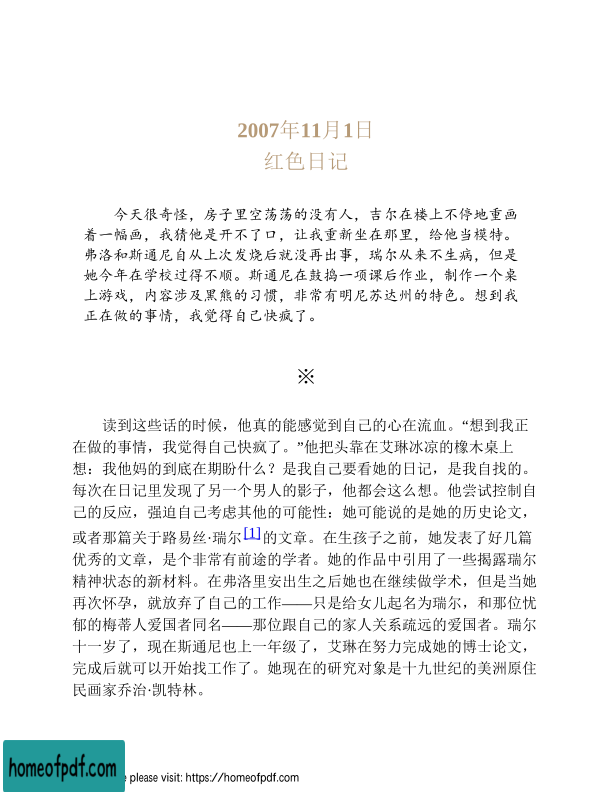 2007年11月1日
红色日记
今天很奇怪，房子里空荡荡的没有人，吉尔在楼上不停地重画
着一幅画，我猜他是开不了口，让我重新坐在那里，给他当模特。
弗洛和斯通尼自从上次发烧后就没再出事，瑞尔从来不生病，但是
她今年在学校过得不顺。斯通尼在鼓捣一项课后作业，制作一个桌
上游戏，内容涉及黑熊的习惯，非常有明尼苏达州的特色。想到我
正在做的事情，我觉得自己快疯了。
※
读到这些话的时候，他真的能感觉到自己的心在流血。“想到我正
在做的事情，我觉得自己快疯了。”他把头靠在艾琳冰凉的橡木桌上
想：我他妈的到底在期盼什么？是我自己要看她的日记，是我自找的。
每次在日记里发现了另一个男人的影子，他都会这么想。他尝试控制自
己的反应，强迫自己考虑其他的可能性：她可能说的是她的历史论文，
或者那篇关于路易丝·瑞尔[1]的文章。在生孩子之前，她发表了好几篇
优秀的文章，是个非常有前途的学者。她的作品中引用了一些揭露瑞尔
精神状态的新材料。在弗洛里安出生之后她也在继续做学术，但是当她
再次怀孕，就放弃了自己的工作——只是给女儿起名为瑞尔，和那位忧
郁的梅蒂人爱国者同名——那位跟自己的家人关系疏远的爱国者。瑞尔
十一岁了，现在斯通尼也上一年级了，艾琳在努力完成她的博士论文，
完成后就可以开始找工作了。她现在的研究对象是十九世纪的美洲原住
民画家乔治·凯特林。
homeofpdf.com
e please visit: https://homeofpdf.com